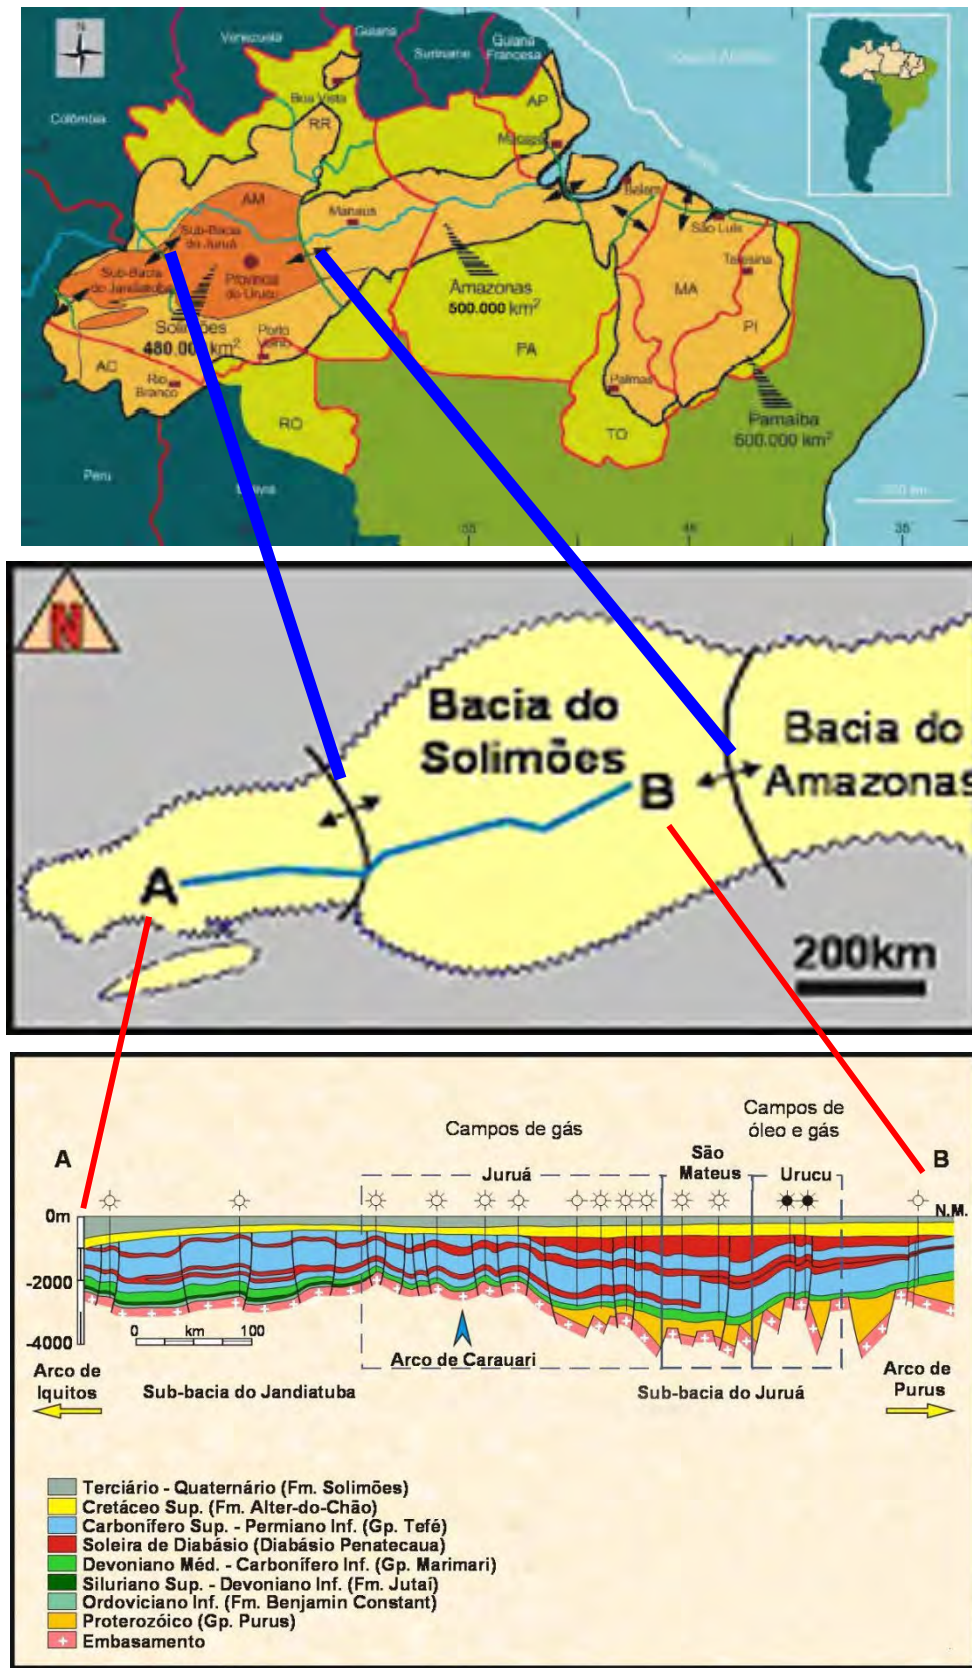 N
Venezuela
Guiana
Suriname
Guiana
Francesa
Colômbia
Boa Vista
RR
AP
Macapá
AM
Manaus
Belém
São Luís
Sub-Bacia
do Juruá
Sub-Bacia
do Jandiatuba
Província
do Urucu
Teresina
Solimões
480.000 km²
Amazonas
500.000 km²
MA
Porto
Velho
PI
PA
AC
Rio
Branco
Palmas
RO
TO
Parnaíba
600.000 km²
Peru
N
Bacia do
Solimões
Bacia do
Amazonas
A
B
200km
Campos de gás
Campos de
óleo e gás
A
Juruá
São
Mateus
Urucu
B
0m
N.M.
-2000
-4000
0 km 100
Arco de Carauari
Arco de
Iquitos
Sub-bacia do Jandiatuba
Sub-bacia do Juruá
Arco de
Purus
Terciário - Quaternário (Fm. Solimões)
Cretáceo Sup. (Fm. Alter-do-Chão)
Carbonífero Sup. - Permiano Inf. (Gp. Tefé)
Soleira de Diabásio (Diabásio Penatecaua)
Devoniano Méd. - Carbonífero Inf. (Gp. Marimari)
Siluriano Sup. - Devoniano Inf. (Fm. Jutaí)
Ordoviciano Inf. (Fm. Benjamin Constant)
Proterozóico (Gp. Purus)
Embasamento